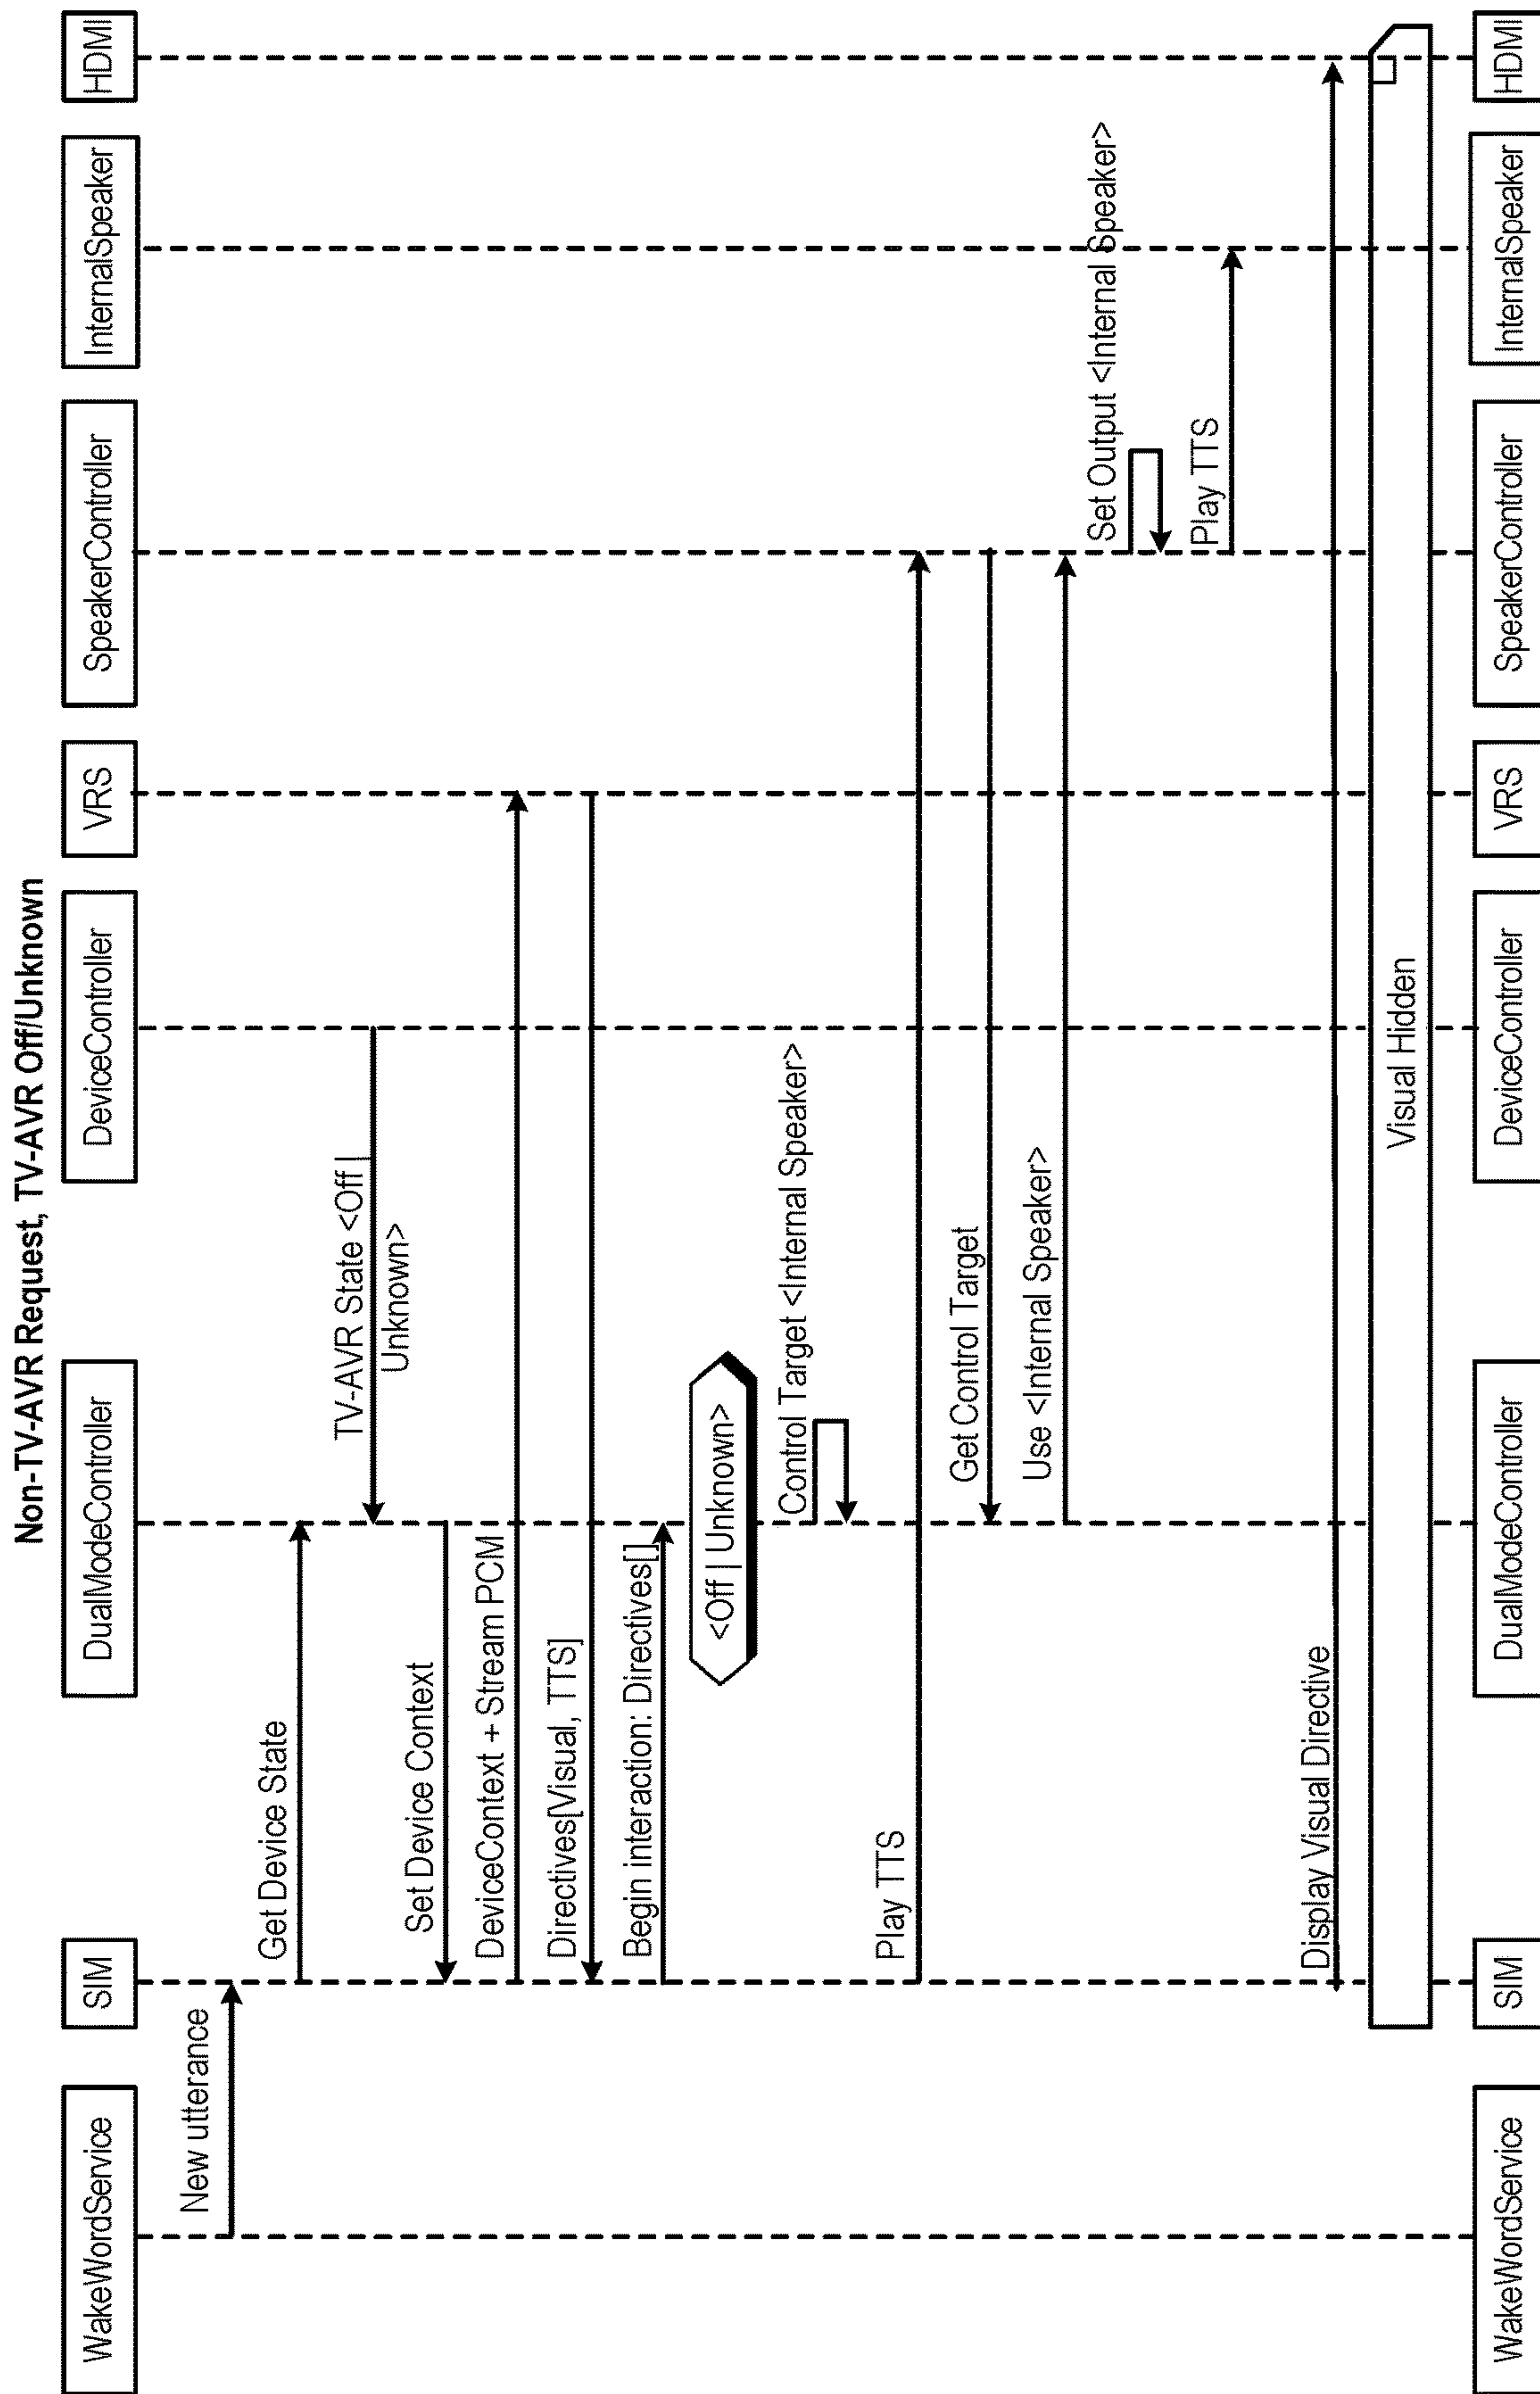 Non-TV-AVR Request, TV-AVR Off/Unknown
WakeWordService
SIM
DualModeController
DeviceController
VRS
SpeakerController
InternalSpeaker
HDMI
New utterance
Get Device State
TV-AVR State <Off |
Unknown>
Set Device Context
DeviceContext + Stream PCM
Directives[Visual, TTS]
Begin interaction: Directives[]
<Off | Unknown>
Control Target <Internal Speaker>
Play TTS
Get Control Target
Use <Internal Speaker>
Set Output <Internal Speaker>
Play TTS
Display Visual Directive
Visual Hidden
WakeWordService
SIM
DualModeController
DeviceController
VRS
SpeakerController
InternalSpeaker
HDMI